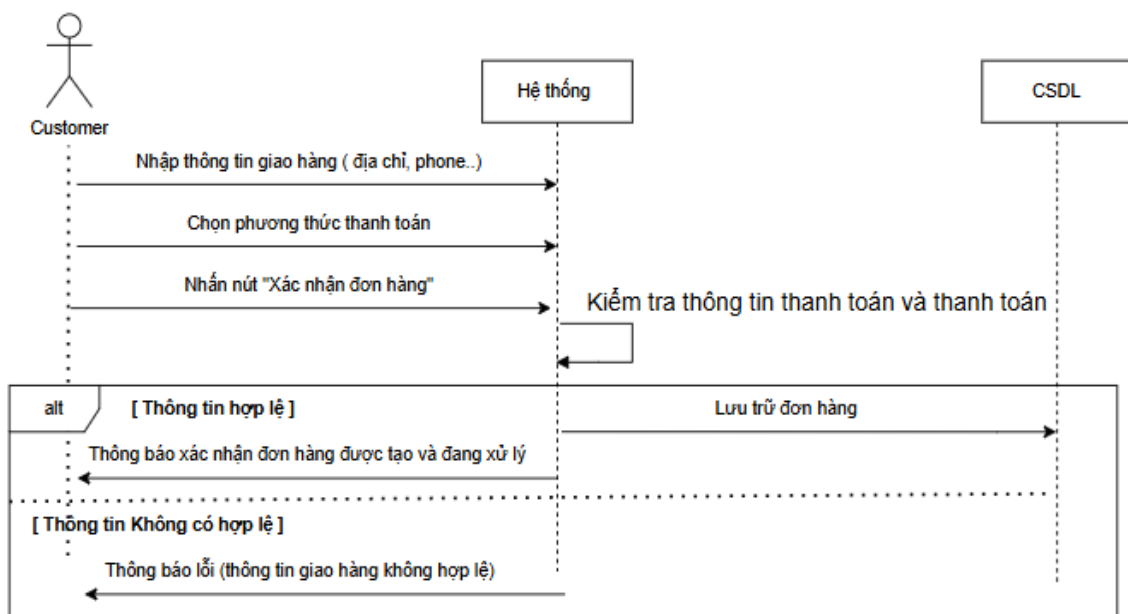 Hệ thống
CSDL
Customer
Nhập thông tin giao hàng ( địa chỉ, phone..)
Chọn phương thức thanh toán
Nhấn nút "Xác nhận đơn hàng"
Kiểm tra thông tin thanh toán và thanh toán
alt
[ Thông tin hợp lệ ]
Lưu trữ đơn hàng
Thông báo xác nhận đơn hàng được tạo và đang xử lý
[ Thông tin Không có hợp lệ ]
Thông báo lỗi (thông tin giao hàng không hợp lệ)